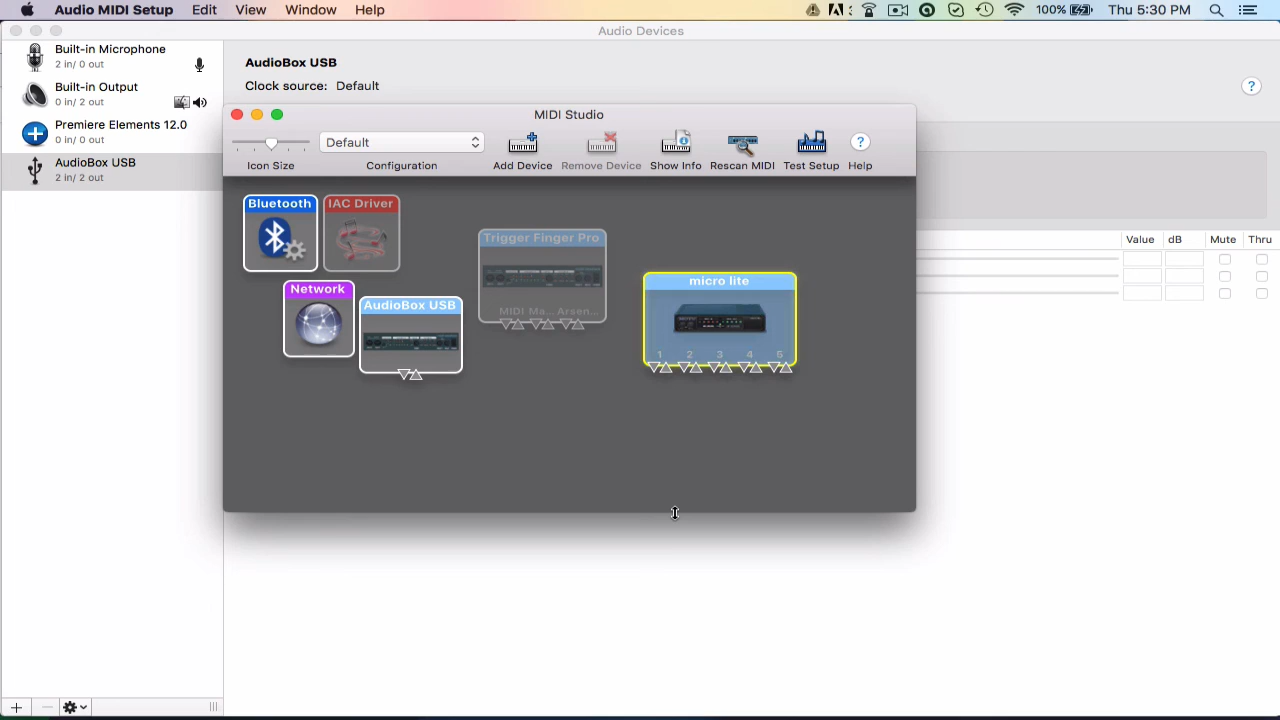 Audio MIDI Setup Edit View Window Help 100% Thu 5:30 PM
Audio Devices
Built-in Microphone
2 in/ 0 out
Built-in Output
0 in/ 2 out
Premiere Elements 12.0
0 in/ 0 out
AudioBox USB
2 in/ 2 out
AudioBox USB
Clock source: Default
?
MIDI Studio
Default
?
Icon Size Configuration Add Device Remove Device Show Info Rescan MIDI Test Setup Help
Bluetooth IAC Driver
Network
AudioBox USB
Trigger Finger Pro
MIDI Ma... Arsen...
micro lite
1 2 3 4 5
Value dB Mute Thru